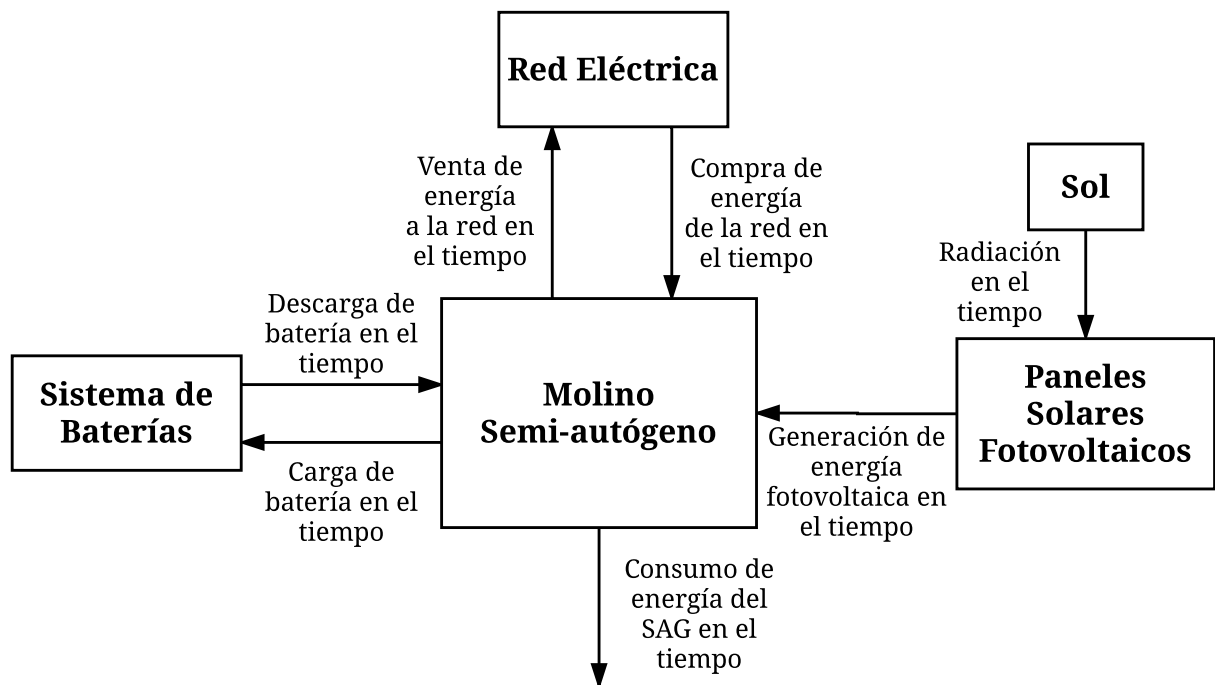 Red Eléctrica
Venta de
energía
a la red en
el tiempo
Compra de
energía
de la red en
el tiempo
Sol
Radiación
en el
tiempo
Descarga de
batería en el
tiempo
Sistema de
Baterías
Molino
Semi-autógeno
Paneles
Solares
Fotovoltaicos
Carga de
batería en el
tiempo
Generación de
energía
fotovoltaica en
el tiempo
Consumo de
energía del
SAG en el
tiempo